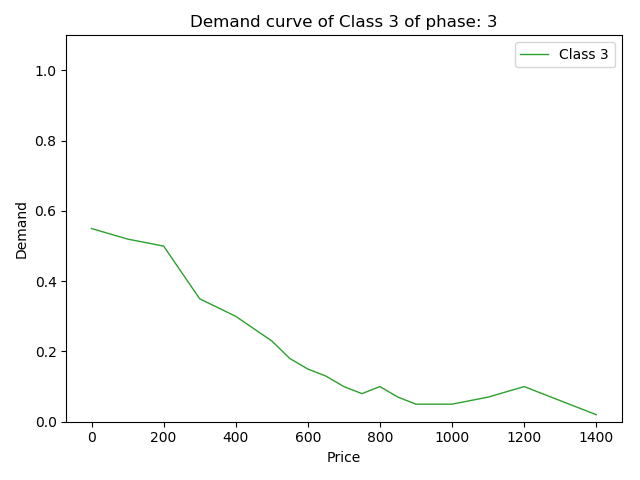 Demand curve of Class 3 of phase: 3
Class 3
1.0
0.8
0.6
0.4
0.2
0.0
Demand
0 200 400 600 800 1000 1200 1400
Price